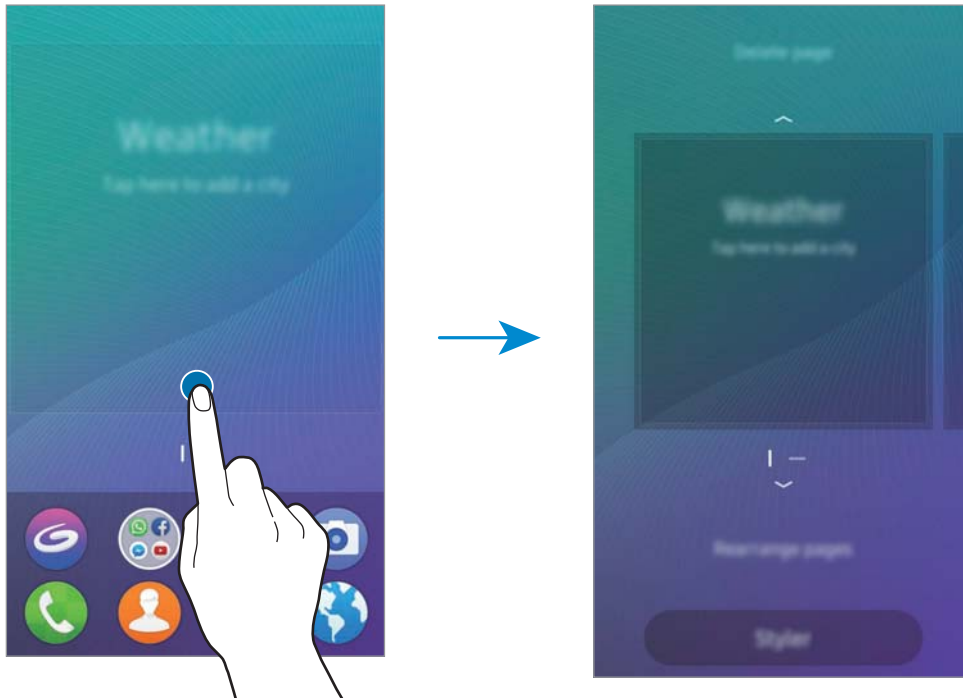 Weather
Tap here to add a city
Delete page
Weather
Tap here to add a city
Rearrange pages
Styler